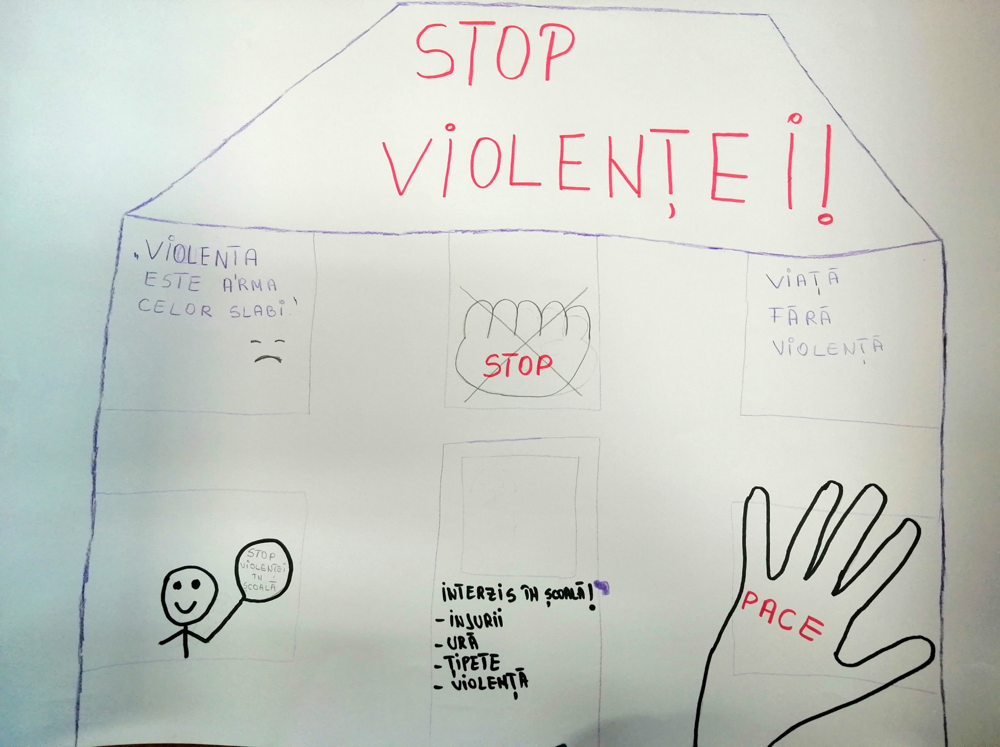 STOP
VIOLENȚEI!
„VIOLENTA
ESTE ARMA
CELOR SLABI."
STOP
VIAȚĂ
FĂRĂ
VIOLENȚĂ
STOP
VIOLENȚEI
ÎN
ȘCOALĂ
INTERZIS ÎN ȘCOALĂ!
- INJURII
- URĂ
- ȚIPETE
- VIOLENȚĂ
PACE